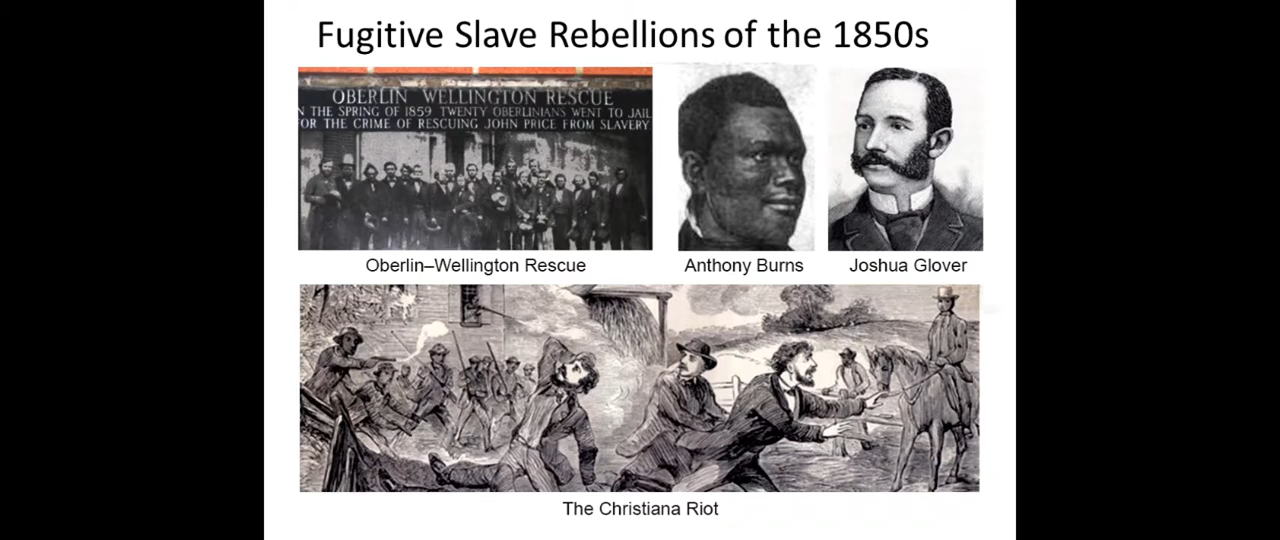 Fugitive Slave Rebellions of the 1850s
OBERLIN WELLINGTON RESCUE
N THE SPRING OF 1859 TWENTY OBERLINIANS WENT TO JAIL
FOR THE CRIME OF RESCUING JOHN PRICE FROM SLAVERY
Oberlin–Wellington Rescue
Anthony Burns
Joshua Glover
The Christiana Riot